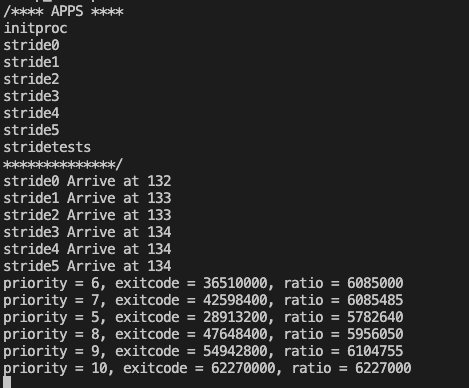 /**** APPS ****
initproc
stride0
stride1
stride2
stride3
stride4
stride5
stridetests
**************/
stride0 Arrive at 132
stride1 Arrive at 133
stride2 Arrive at 133
stride3 Arrive at 134
stride4 Arrive at 134
stride5 Arrive at 134
priority = 6, exitcode = 36510000, ratio = 6085000
priority = 7, exitcode = 42598400, ratio = 6085485
priority = 5, exitcode = 28913200, ratio = 5782640
priority = 8, exitcode = 47648400, ratio = 5956050
priority = 9, exitcode = 54942800, ratio = 6104755
priority = 10, exitcode = 62270000, ratio = 6227000